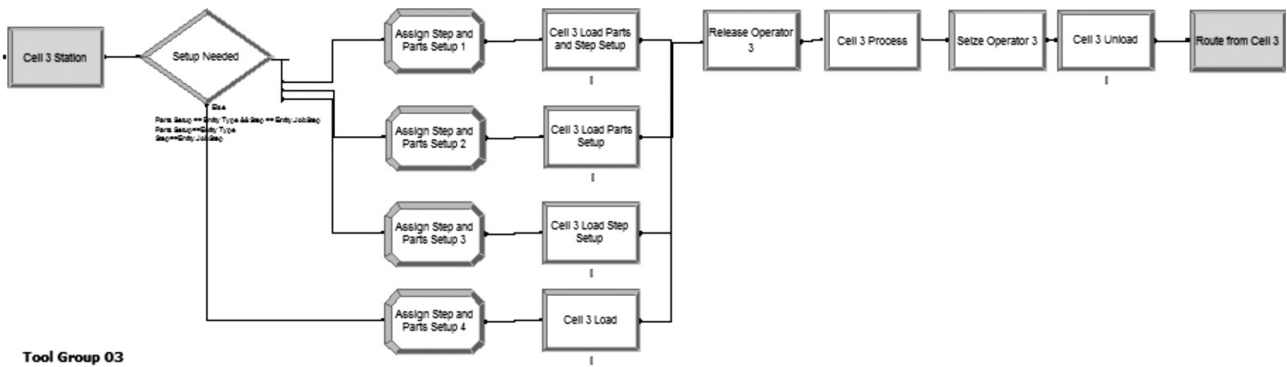 Cell 3 Station
Setup Needed
Else
Parts Setup == Entity.Type && Step == Entity.JobStep
Parts Setup==Entity.Type
Step==Entity.JobStep
Assign Step and
Parts Setup 1
Cell 3 Load Parts
and Step Setup
Assign Step and
Parts Setup 2
Cell 3 Load Parts
Setup
Assign Step and
Parts Setup 3
Cell 3 Load Step
Setup
Assign Step and
Parts Setup 4
Cell 3 Load
Release Operator
3
Cell 3 Process
Seize Operator 3
Cell 3 Unload
Route from Cell 3
Tool Group 03